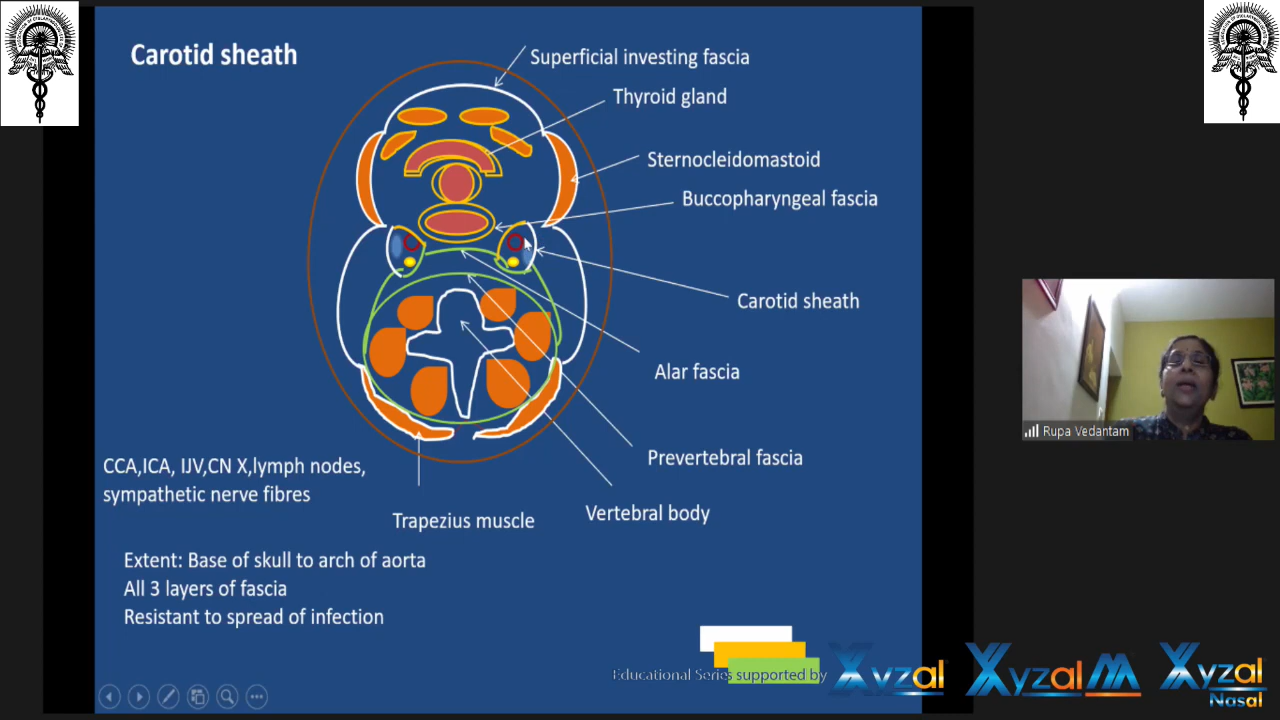 Carotid sheath
Superficial investing fascia
Thyroid gland
Sternocleidomastoid
Buccopharyngeal fascia
Carotid sheath
Alar fascia
Prevertebral fascia
Vertebral body
Trapezius muscle
CCA,ICA, IJV,CN X,lymph nodes,
sympathetic nerve fibres
Extent: Base of skull to arch of aorta
All 3 layers of fascia
Resistant to spread of infection
Rupa Vedantam
Educational Series supported by
Xyzal
Xyzal M
Xyzal
Nasal